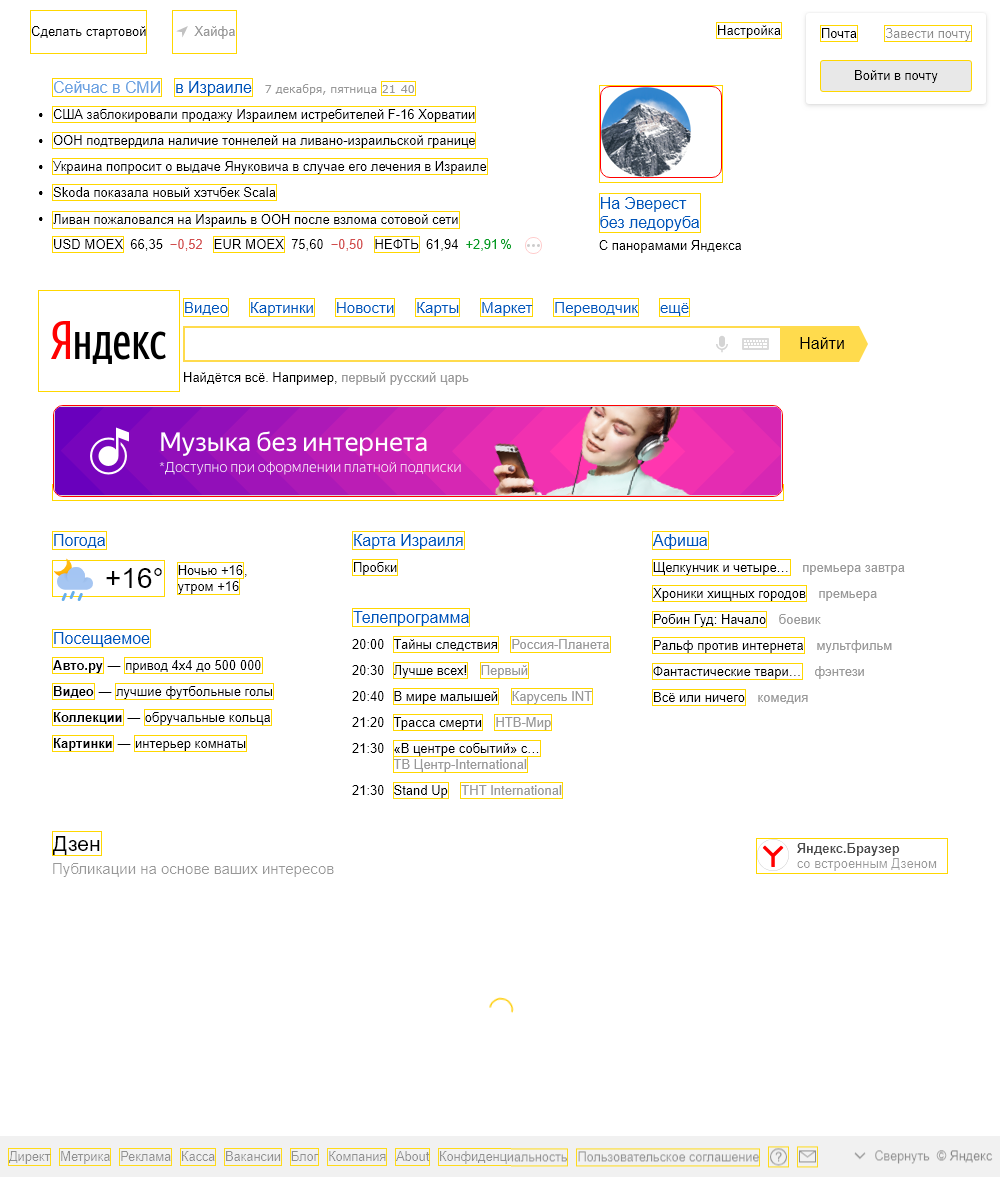 Сделать стартовой
Хайфа
Настройка
Почта
Завести почту
Войти в почту
Сейчас в СМИ
в Израиле
7 декабря, пятница 21 40
США заблокировали продажу Израилем истребителей F-16 Хорватии
ООН подтвердила наличие тоннелей на ливано-израильской границе
Украина попросит о выдаче Януковича в случае его лечения в Израиле
Skoda показала новый хэтчбек Scala
Ливан пожаловался на Израиль в ООН после взлома сотовой сети
USD MOEX 66,35 −0,52 EUR MOEX 75,60 −0,50 НЕФТЬ 61,94 +2,91%
На Эверест
без ледоруба
С панорамами Яндекса
Яндекс
Видео Картинки Новости Карты Маркет Переводчик ещё
Найти
Найдётся всё. Например, первый русский царь
Музыка без интернета
*Доступно при оформлении платной подписки
Погода
+16°
Ночью +16,
утром +16
Посещаемое
Авто.ру — привод 4x4 до 500 000
Видео — лучшие футбольные голы
Коллекции — обручальные кольца
Картинки — интерьер комнаты
Карта Израиля
Пробки
Телепрограмма
20:00 Тайны следствия Россия-Планета
20:30 Лучше всех! Первый
20:40 В мире малышей Карусель INT
21:20 Трасса смерти НТВ-Мир
21:30 «В центре событий» с...
ТВ Центр-International
21:30 Stand Up ТНТ International
Афиша
Щелкунчик и четыре... премьера завтра
Хроники хищных городов премьера
Робин Гуд: Начало боевик
Ральф против интернета мультфильм
Фантастические твари... фэнтези
Всё или ничего комедия
Дзен
Публикации на основе ваших интересов
Яндекс.Браузер
со встроенным Дзеном
Директ Метрика Реклама Касса Вакансии Блог Компания About Конфиденциальность Пользовательское соглашение ? Свернуть © Яндекс